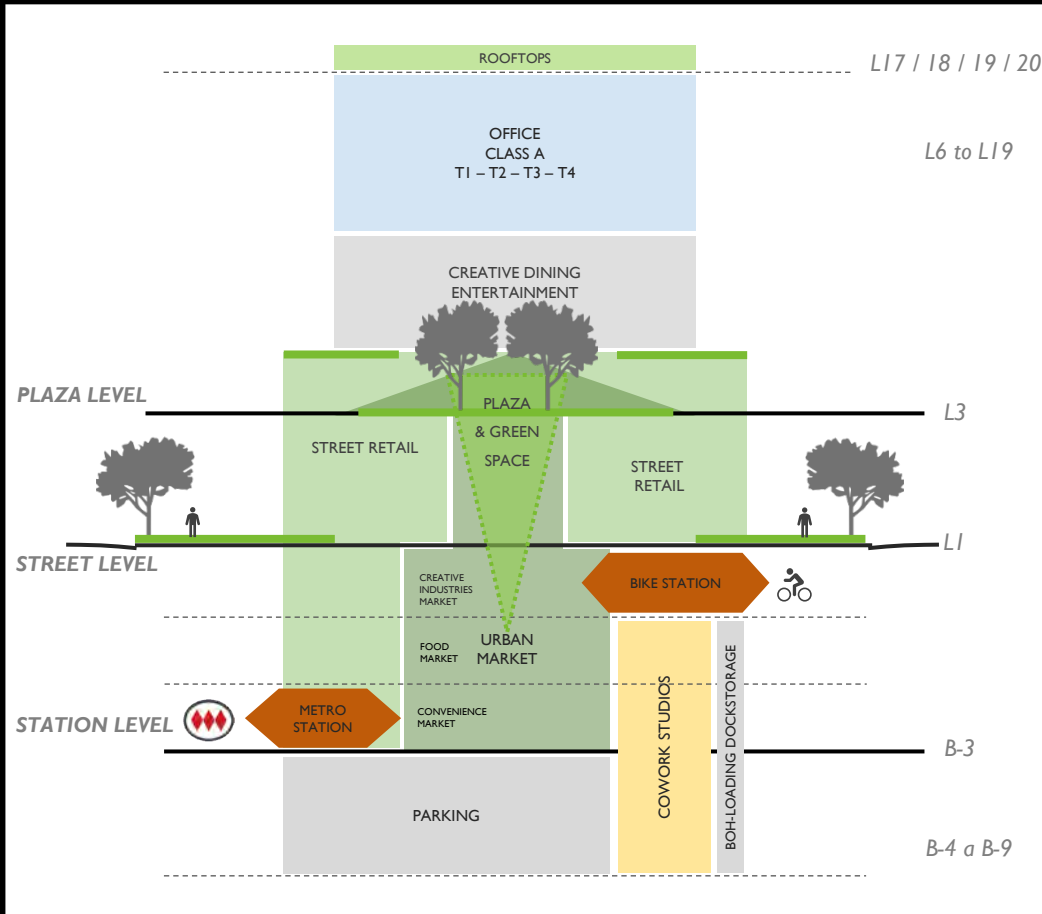 ROOFTOPS
L17 / 18 / 19 / 20
OFFICE
CLASS A
T1 – T2 – T3 – T4
L6 to L19
CREATIVE DINING
ENTERTAINMENT
PLAZA LEVEL
L3
PLAZA
& GREEN
SPACE
STREET RETAIL
STREET
RETAIL
STREET LEVEL
L1
CREATIVE
INDUSTRIES
MARKET
BIKE STATION
FOOD
MARKET
URBAN
MARKET
STATION LEVEL
METRO
STATION
CONVENIENCE
MARKET
COWORK STUDIOS
BOH-LOADING DOCKSTORAGE
B-3
PARKING
B-4 a B-9